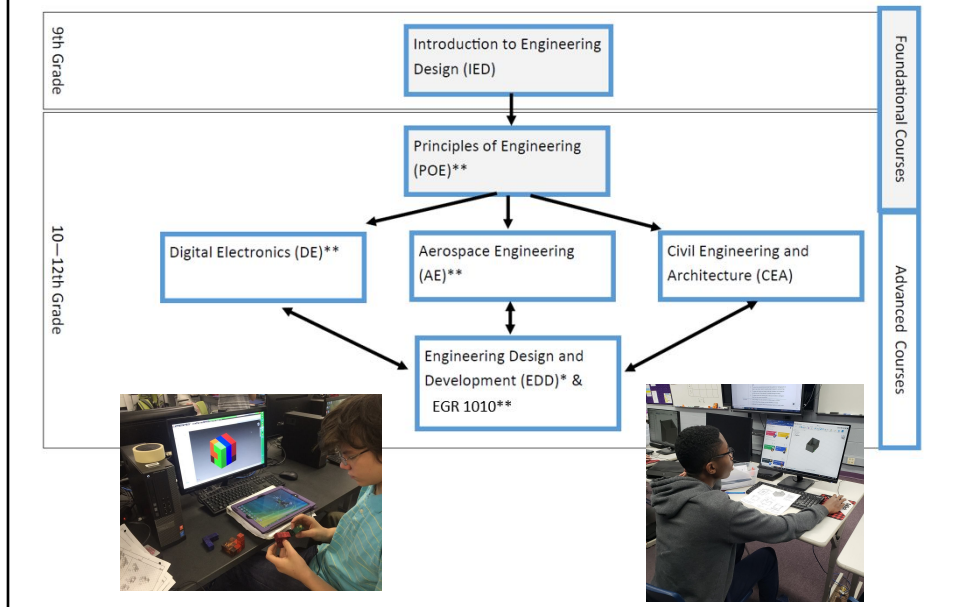 9th Grade
Introduction to Engineering
Design (IED)
Foundational Courses
Principles of Engineering
(POE)**
10—12th Grade
Digital Electronics (DE)**
Aerospace Engineering
(AE)**
Civil Engineering and
Architecture (CEA)
Advanced Courses
Engineering Design and
Development (EDD)* &
EGR 1010**